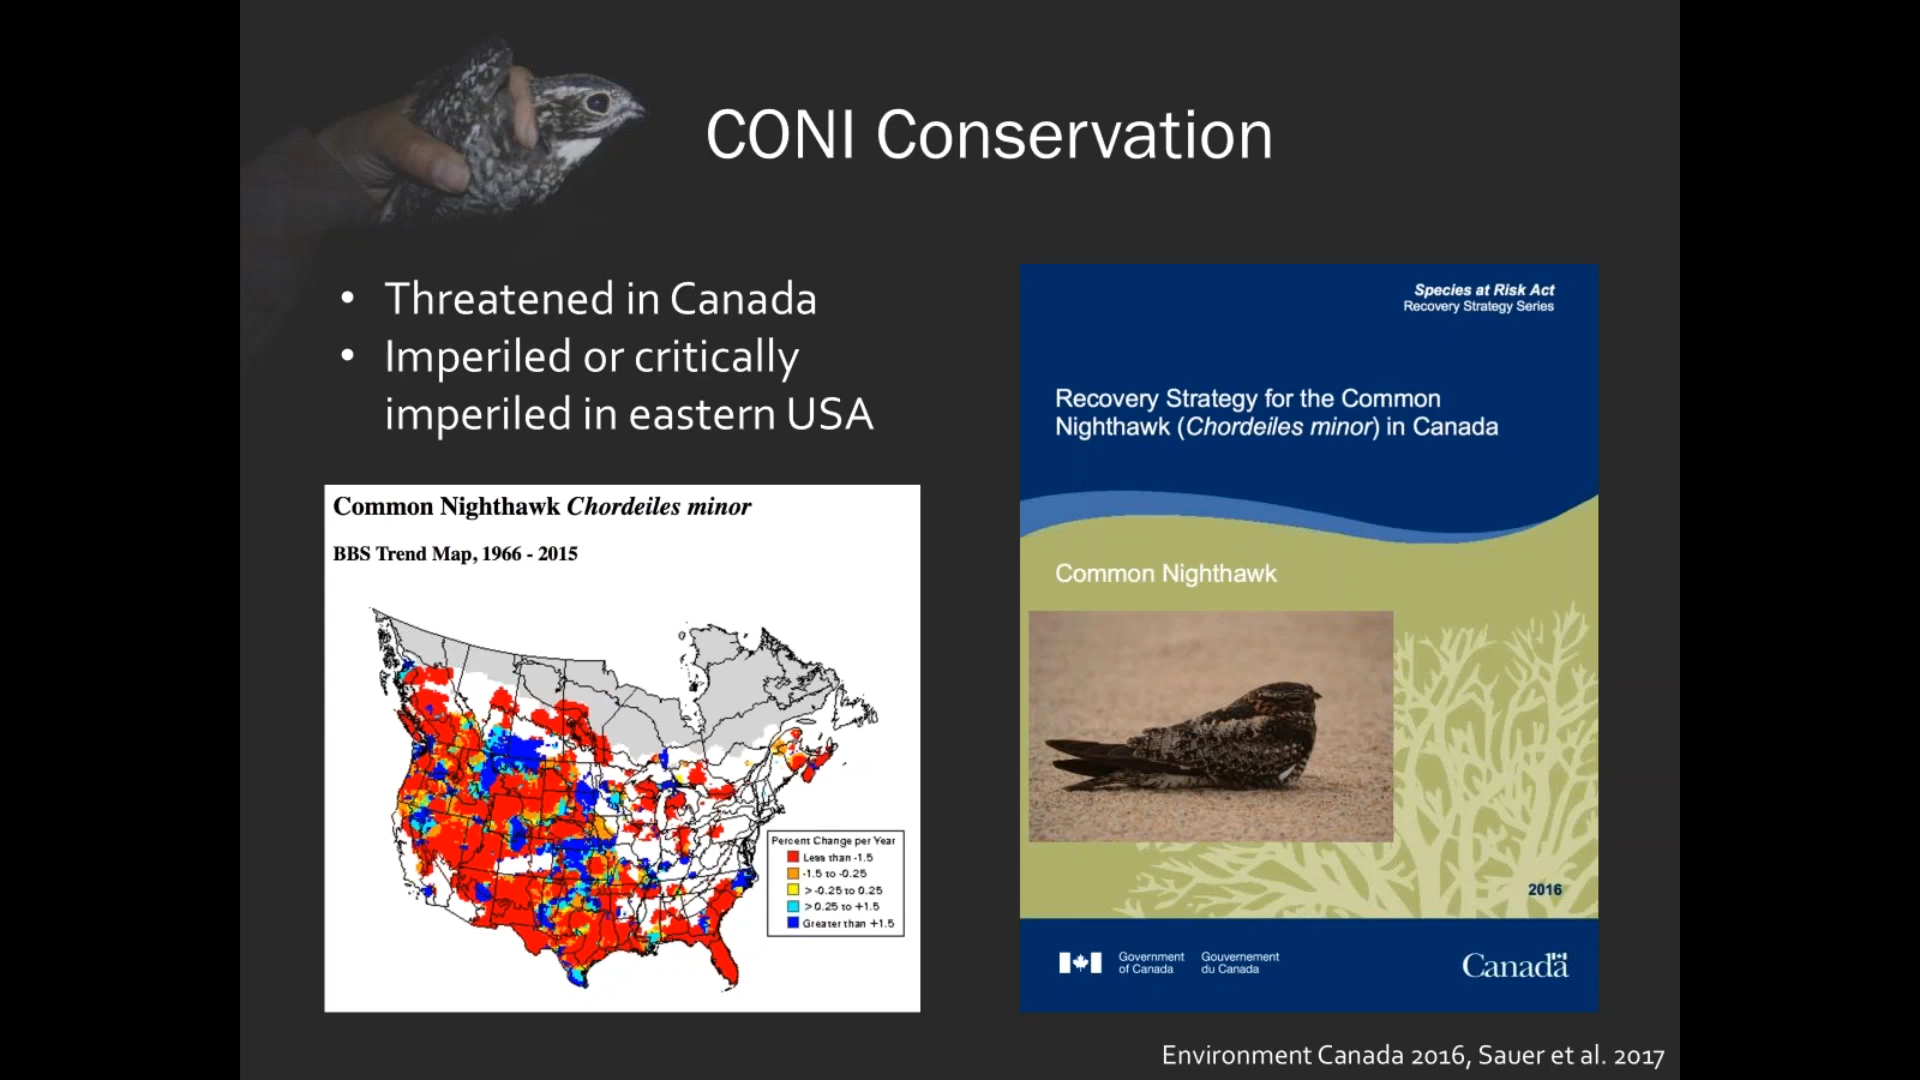 CONI Conservation
• Threatened in Canada
• Imperiled or critically
imperiled in eastern USA
Common Nighthawk Chordeiles minor
BBS Trend Map, 1966 - 2015
Percent Change per Year
Less than -1.5
-1.5 to -0.25
> -0.25 to 0.25
> 0.25 to +1.5
Greater than +1.5
Species at Risk Act
Recovery Strategy Series
Recovery Strategy for the Common
Nighthawk (Chordeiles minor) in Canada
Common Nighthawk
2016
Government
of Canada
Gouvernement
du Canada
Canada
Environment Canada 2016, Sauer et al. 2017